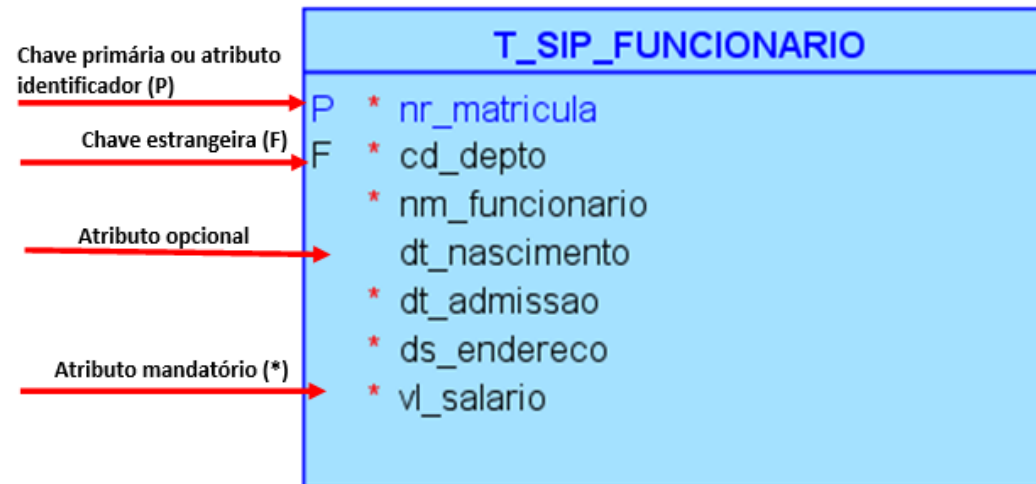 T_SIP_FUNCIONARIO
Chave primária ou atributo
identificador (P)
P * nr_matricula
Chave estrangeira (F)
F * cd_depto
* nm_funcionario
Atributo opcional
dt_nascimento
* dt_admissao
* ds_endereco
Atributo mandatório (*)
* vl_salario